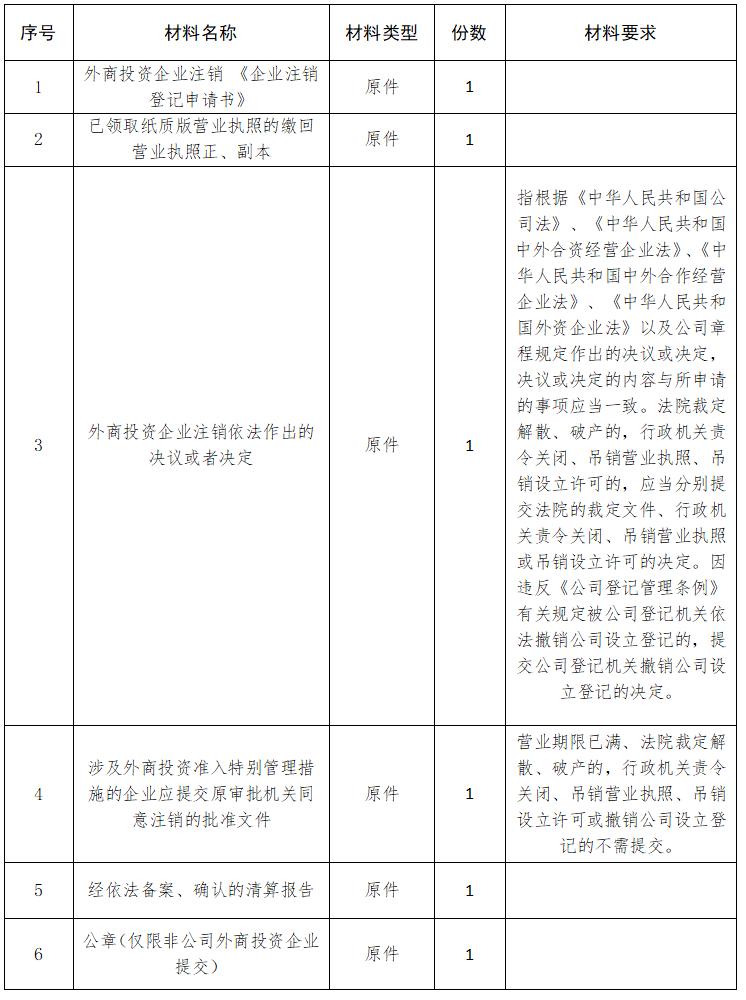 序号 材料名称 材料类型 份数 材料要求
1 外商投资企业注销 《企业注销 原件 1
登记申请书》
2 已领取纸质版营业执照的缴回 原件 1
营业执照正、副本
3 外商投资企业注销依法作出的 原件 1
决议或者决定
指根据《中华人民共和国公
司法》、《中华人民共和国
中外合资经营企业法》、《中
华人民共和国中外合作经营
企业法》、《中华人民共和
国外资企业法》以及公司章
程规定作出的决议或决定，
决议或决定的内容与所申请
的事项应当一致。法院裁定
解散、破产的，行政机关责
令关闭、吊销营业执照、吊
销设立许可的，应当分别提
交法院的裁定文件、行政机
关责令关闭、吊销营业执照
或吊销设立许可的决定。因
违反《公司登记管理条例》
有关规定被公司登记机关依
法撤销公司设立登记的，提
交公司登记机关撤销公司设
立登记的决定。
4 涉及外商投资准入特别管理措 原件 1
施的企业应提交原审批机关同
意注销的批准文件
营业期限已满、法院裁定解
散、破产的，行政机关责令
关闭、吊销营业执照、吊销
设立许可或撤销公司设立登
记的不需提交。
5 经依法备案、确认的清算报告 原件 1
6 公章（仅限非公司外商投资企业 原件 1
提交）